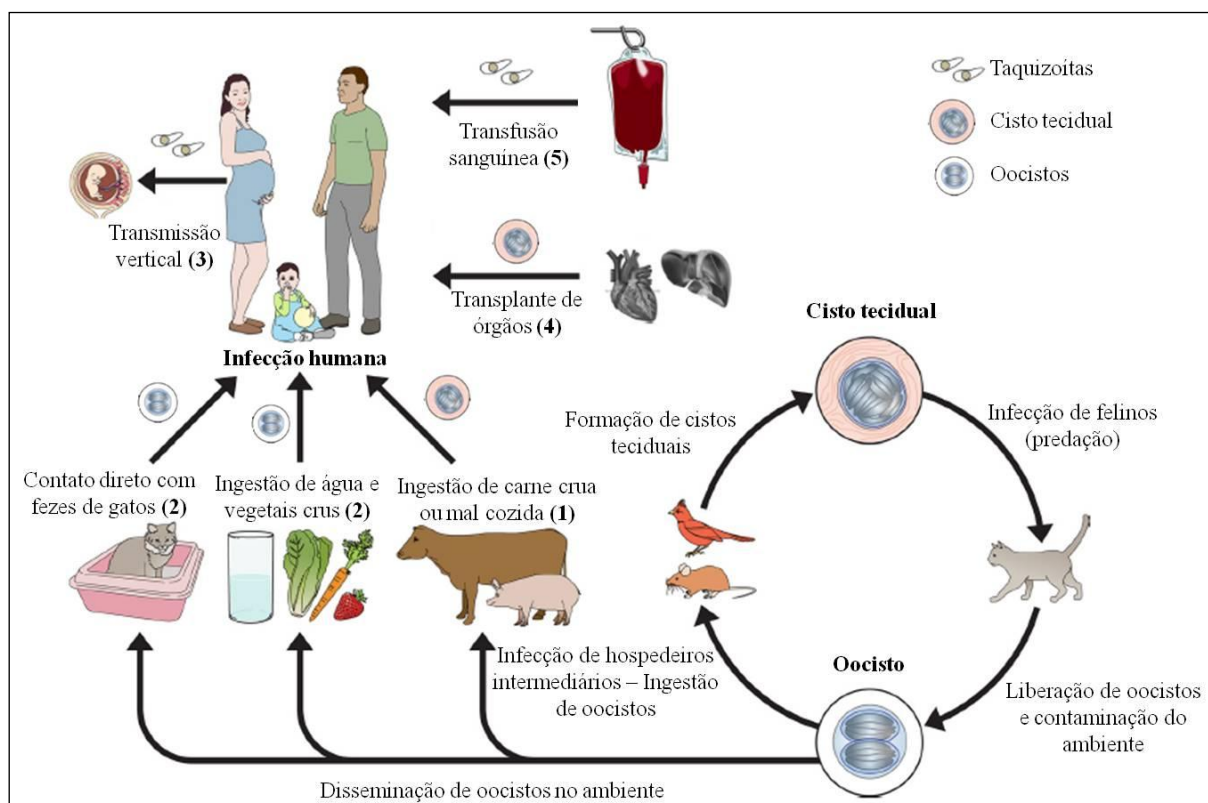 Taquizoítas
Cisto tecidual
Oocistos
Transfusão
sanguínea (5)
Transmissão
vertical (3)
Transplante de
órgãos (4)
Infecção humana
Cisto tecidual
Formação de cistos
teciduais
Infecção de felinos
(predação)
Contato direto com
fezes de gatos (2)
Ingestão de água e
vegetais crus (2)
Ingestão de carne crua
ou mal cozida (1)
Infecção de hospedeiros
intermediários – Ingestão
de oocistos
Oocisto
Liberação de oocistos
e contaminação do
ambiente
Disseminação de oocistos no ambiente